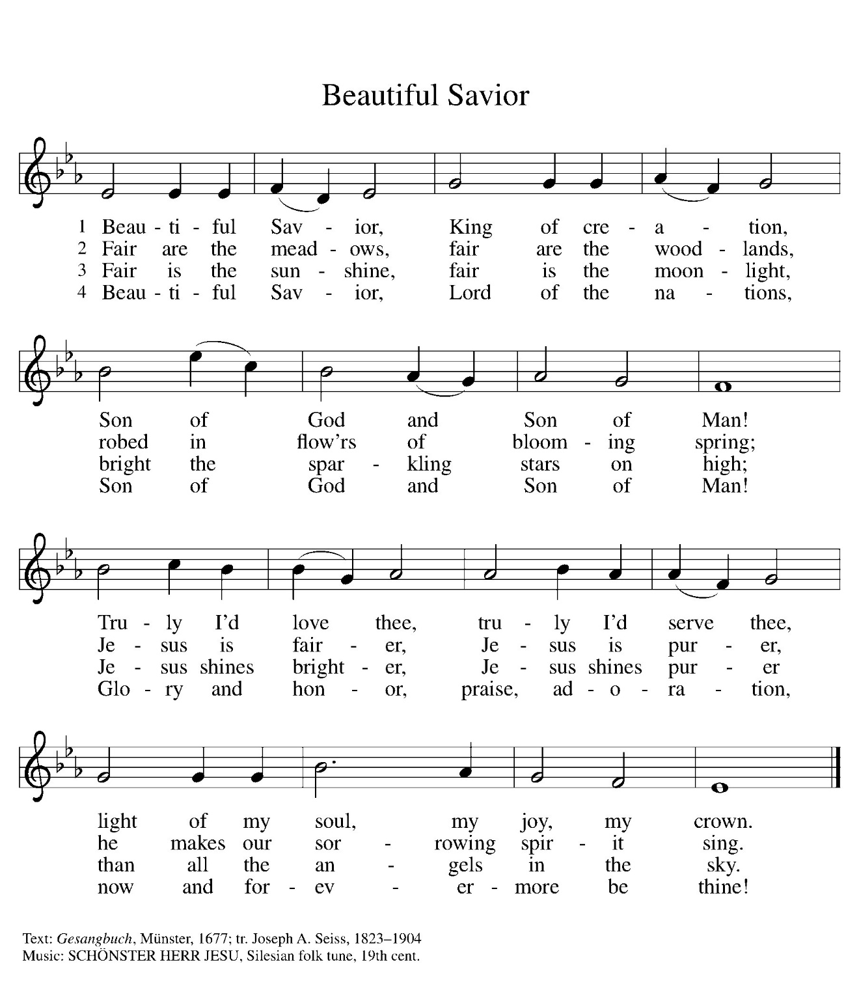 Beautiful Savior
1 Beau - ti - ful Sav - ior, King of cre - a - tion,
2 Fair are the mead - ows, fair are the wood - lands,
3 Fair is the sun - shine, fair is the moon - light,
4 Beau - ti - ful Sav - ior, Lord of the na - tions,
Son of God and Son of Man!
robed in flow'rs of bloom - ing spring;
bright the spar - kling stars on high;
Son of God and Son of Man!
Tru - ly I'd love thee, tru - ly I'd serve thee,
Je - sus is fair - er, Je - sus is pur - er,
Je - sus shines bright - er, Je - sus shines pur - er
Glo - ry and hon - or, praise, ad - o - ra - tion,
light of my soul, my joy, my crown.
he makes our sor - rowing spir - it sing.
than all the an - gels in the sky.
now and for - ev - er - more be thine!
Text: Gesangbuch, Münster, 1677; tr. Joseph A. Seiss, 1823–1904
Music: SCHÖNSTER HERR JESU, Silesian folk tune, 19th cent.